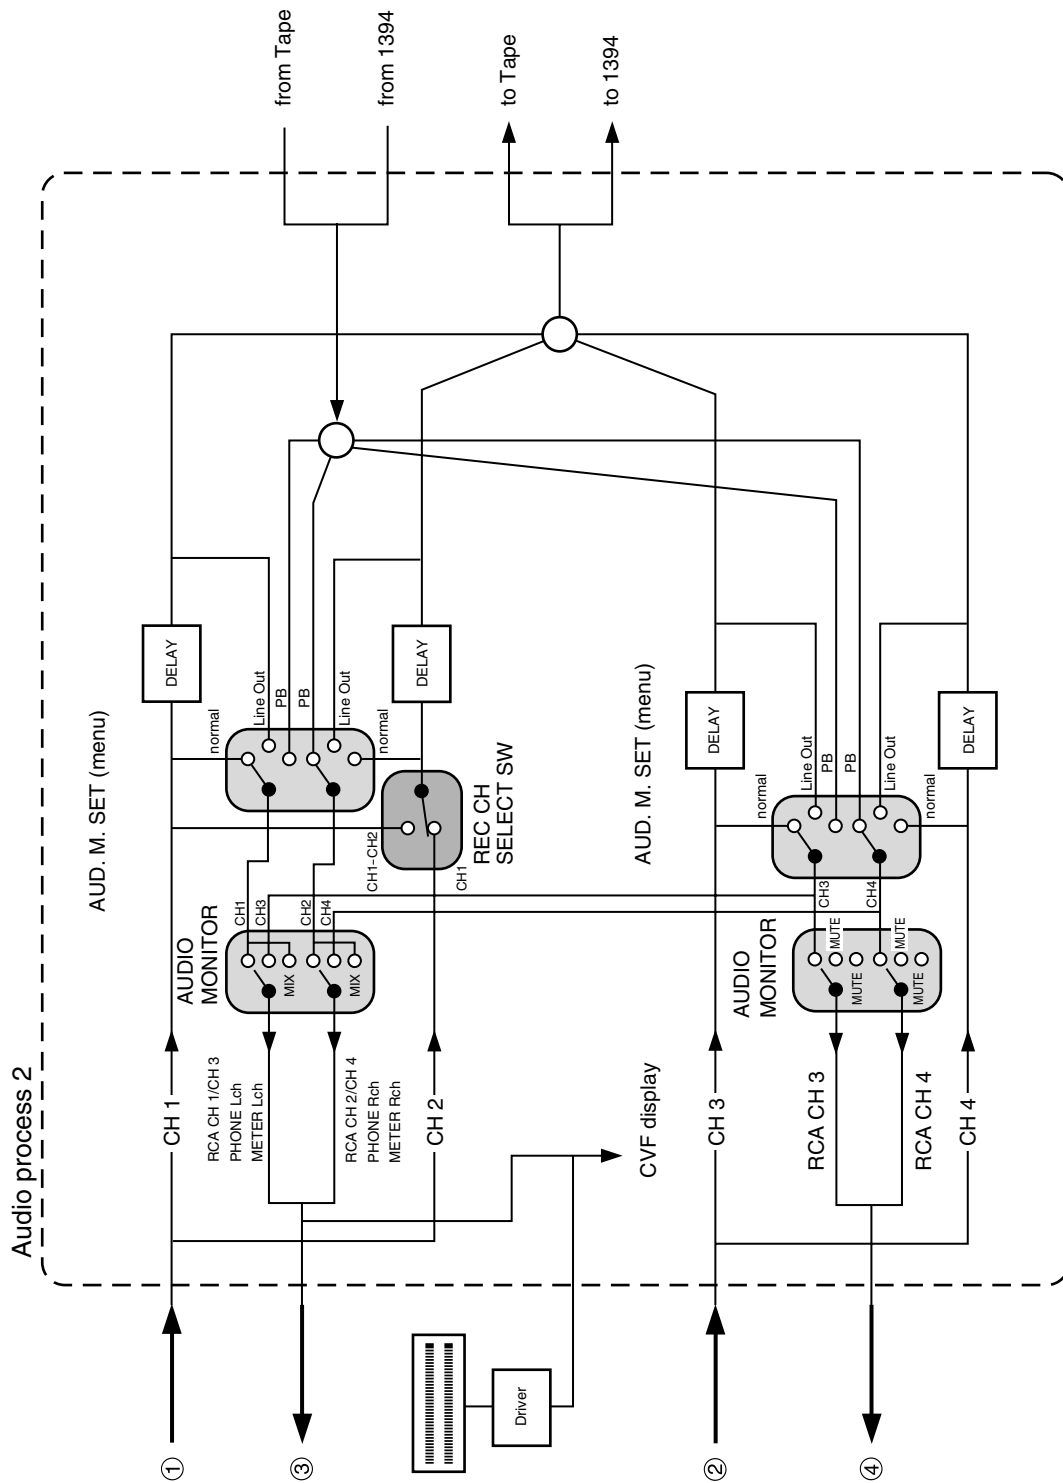 Audio process 2
①
③
②
④
Driver
CH 1
RCA CH 1/CH 3
PHONE Lch
METER Lch
RCA CH 2/CH 4
PHONE Rch
METER Rch
CH 2
CVF display
CH 3
RCA CH 3
RCA CH 4
CH 4
AUDIO
MONITOR
MIX
MIX
CH1
CH3
CH2
CH4
AUDIO
MONITOR
MUTE
MUTE
MUTE
MUTE
CH3
CH4
CH1-CH2
CH1
REC CH
SELECT SW
AUD. M. SET (menu)
normal
Line Out
PB
PB
Line Out
normal
DELAY
DELAY
AUD. M. SET (menu)
normal
Line Out
PB
PB
Line Out
normal
DELAY
DELAY
from Tape
from 1394
to Tape
to 1394